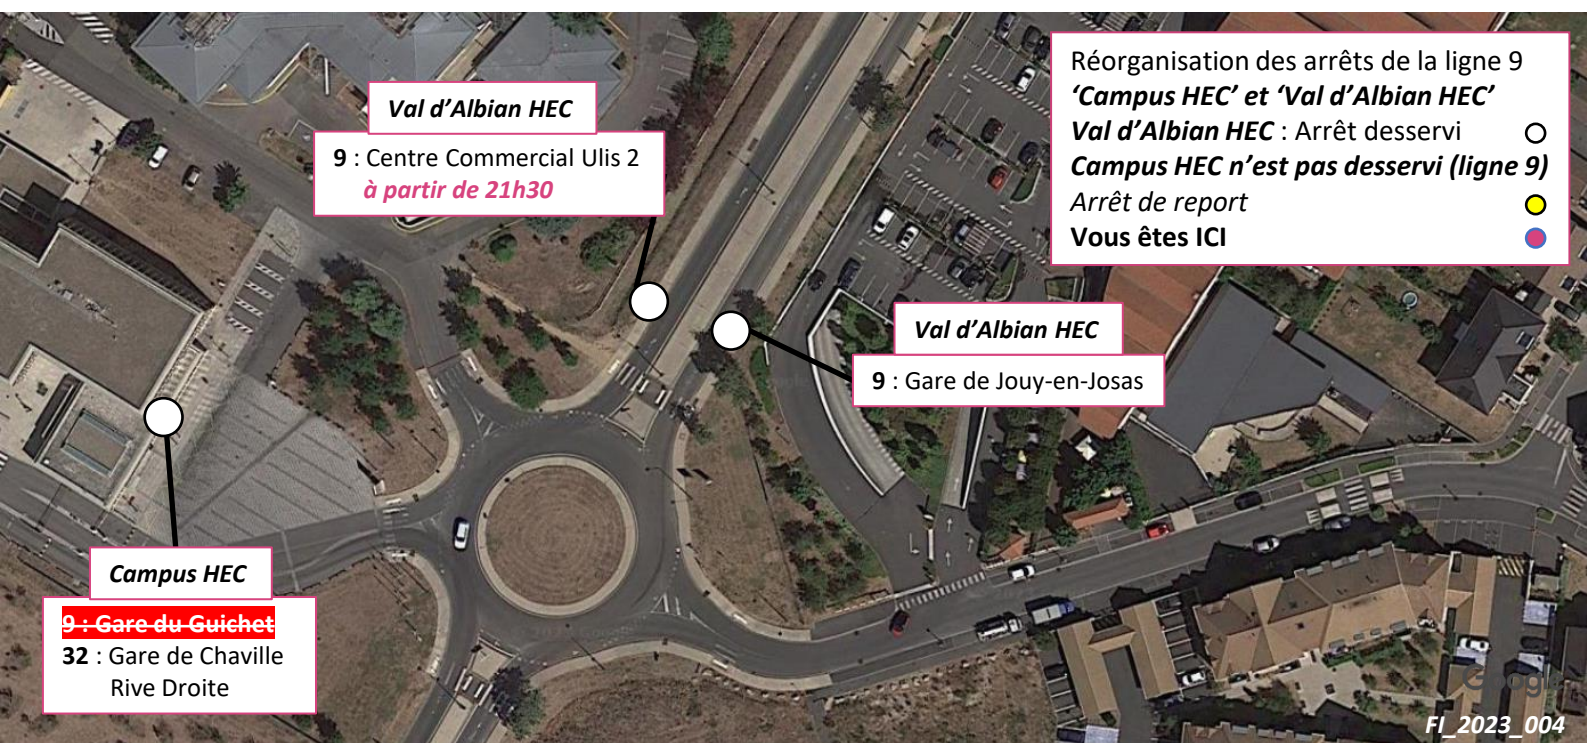 Réorganisation des arrêts de la ligne 9
‘Campus HEC’ et ‘Val d’Albian HEC’
Val d’Albian HEC : Arrêt desservi
Campus HEC n’est pas desservi (ligne 9)
Arrêt de report
Vous êtes ICI
Val d’Albian HEC
9 : Centre Commercial Ulis 2
à partir de 21h30
Val d’Albian HEC
9 : Gare de Jouy-en-Josas
Campus HEC
9 : Gare du Guichet
32 : Gare de Chaville
Rive Droite
Google
FI_2023_004